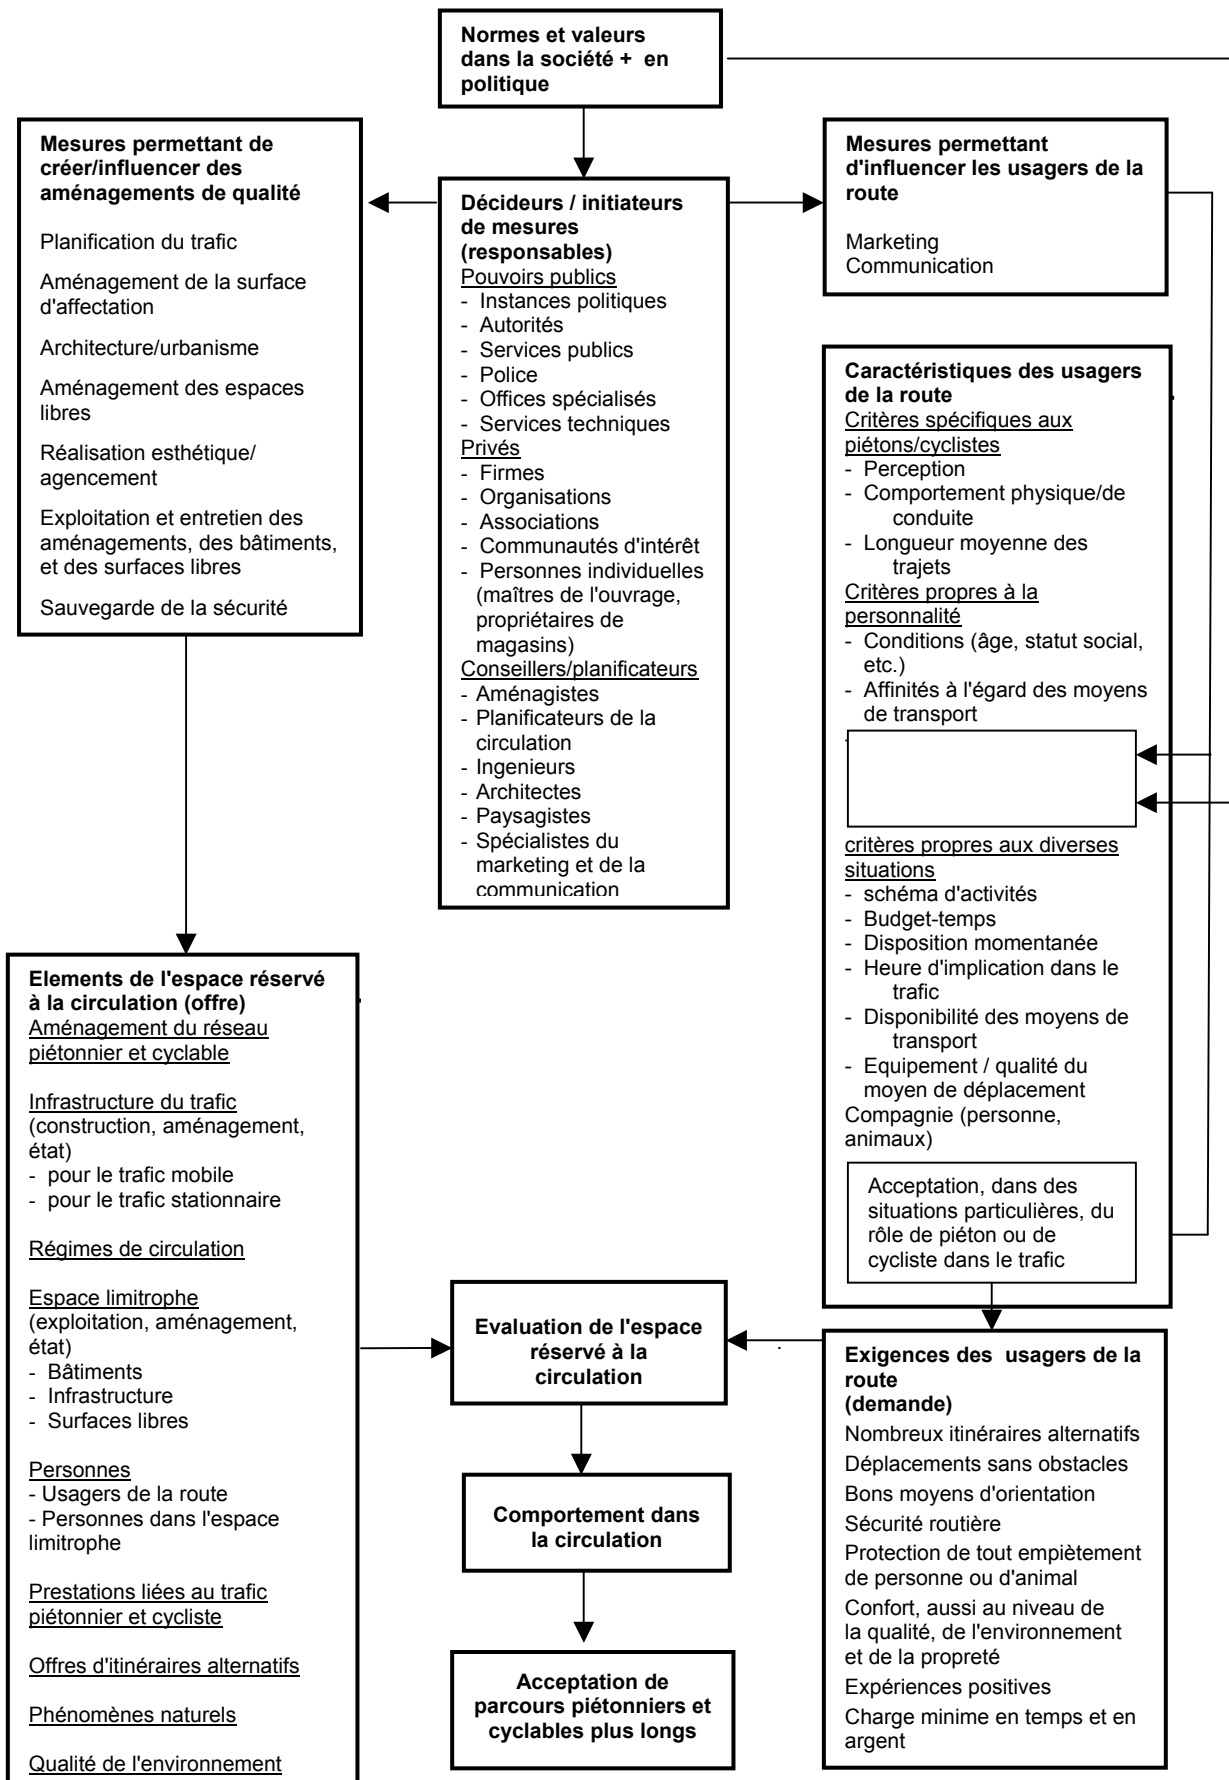 Normes et valeurs
dans la société + en
politique
Mesures permettant de
créer/influencer des
aménagements de qualité
Planification du trafic
Aménagement de la surface
d'affectation
Architecture/urbanisme
Aménagement des espaces
libres
Réalisation esthétique/
agencement
Exploitation et entretien des
aménagements, des bâtiments,
et des surfaces libres
Sauvegarde de la sécurité
Décideurs / initiateurs
de mesures
(responsables)
Pouvoirs publics
- Instances politiques
- Autorités
- Services publics
- Police
- Offices spécialisés
- Services techniques
Privés
- Firmes
- Organisations
- Associations
- Communautés d'intérêt
- Personnes individuelles
(maîtres de l'ouvrage,
propriétaires de
magasins)
Conseillers/planificateurs
- Aménagistes
- Planificateurs de la
circulation
- Ingenieurs
- Architectes
- Paysagistes
- Spécialistes du
marketing et de la
communication
Mesures permettant
d'influencer les usagers de la
route
Marketing
Communication
Caractéristiques des usagers
de la route
Critères spécifiques aux
piétons/cyclistes
- Perception
- Comportement physique/de
conduite
- Longueur moyenne des
trajets
Critères propres à la
personnalité
- Conditions (âge, statut social,
etc.)
- Affinités à l'égard des moyens
de transport
-
critères propres aux diverses
situations
- schéma d'activités
- Budget-temps
- Disposition momentanée
- Heure d'implication dans le
trafic
- Disponibilité des moyens de
transport
- Equipement / qualité du
moyen de déplacement
Compagnie (personne,
animaux)
Acceptation, dans des
situations particulières, du
rôle de piéton ou de
cycliste dans le trafic
Elements de l'espace réservé
à la circulation (offre)
Aménagement du réseau
piétonnier et cyclable
Infrastructure du trafic
(construction, aménagement,
état)
- pour le trafic mobile
- pour le trafic stationnaire
Régimes de circulation
Espace limitrophe
(exploitation, aménagement,
état)
- Bâtiments
- Infrastructure
- Surfaces libres
Personnes
- Usagers de la route
- Personnes dans l'espace
limitrophe
Prestations liées au trafic
piétonnier et cycliste
Offres d'itinéraires alternatifs
Phénomènes naturels
Qualité de l'environnement
Evaluation de l'espace
réservé à la
circulation
Comportement dans
la circulation
Acceptation de
parcours piétonniers et
cyclables plus longs
Exigences des usagers de la
route
(demande)
Nombreux itinéraires alternatifs
Déplacements sans obstacles
Bons moyens d'orientation
Sécurité routière
Protection de tout empiètement
de personne ou d'animal
Confort, aussi au niveau de
la qualité, de l'environnement
et de la propreté
Expériences positives
Charge minime en temps et en
argent